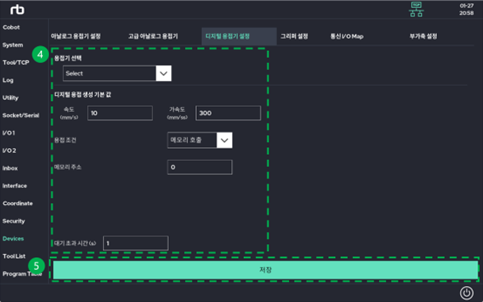 rb
TCP
01-27
20:58
Cobot
System
Tool/TCP
Log
Utility
Socket/Serial
I/O 1
I/O 2
Inbox
Interface
Coordinate
Security
Devices
Tool List
Program Table
아날로그 용접기 설정
고급 아날로그 용접기
디지털 용접기 설정
그리퍼 설정
통신 I/O Map
부가축 설정
4
용접기 선택
Select
디지털 용접 생성 기본 값
속도
(mm/s)
10
가속도
(mm/ss)
300
용접 조건
메모리 호출
메모리 주소
0
대기 초과 시간 (s)
1
5
저장